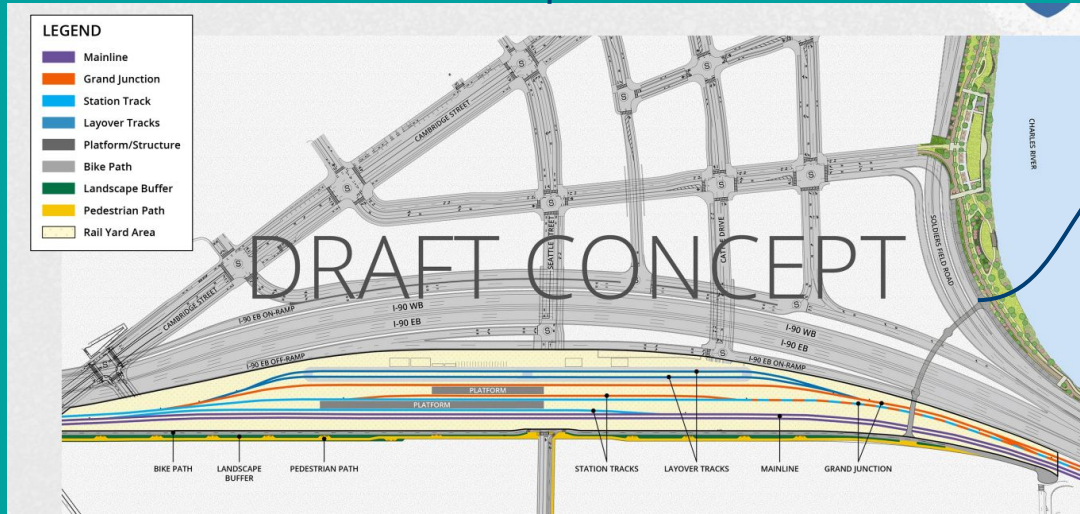 LEGEND
Mainline
Grand Junction
Station Track
Layover Tracks
Platform/Structure
Bike Path
Landscape Buffer
Pedestrian Path
Rail Yard Area
CAMBRIDGE STREET
CHARLES RIVER
S
S
S
S
S
S
S
S
S
S
S
SEATTLE STREET
CATTLE DRIVE
SOLDIERS FIELD ROAD
DRAFT CONCEPT
CAMBRIDGE STREET
I-90 EB ON-RAMP
I-90 WB
I-90 EB
I-90 WB
I-90 EB
I-90 EB OFF-RAMP
I-90 EB ON-RAMP
PLATFORM
PLATFORM
BIKE PATH
LANDSCAPE
BUFFER
PEDESTRIAN PATH
STATION TRACKS
LAYOVER TRACKS
MAINLINE
GRAND JUNCTION